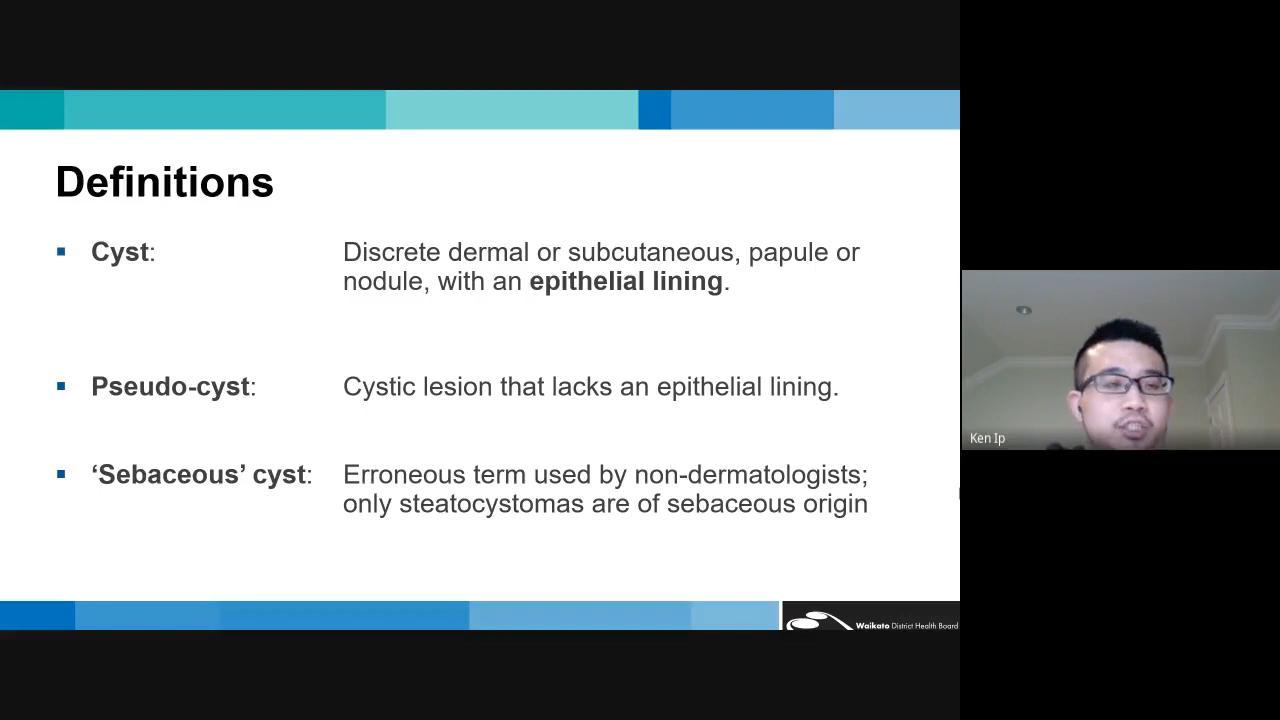 Definitions
▪ Cyst: Discrete dermal or subcutaneous, papule or
nodule, with an epithelial lining.
▪ Pseudo-cyst: Cystic lesion that lacks an epithelial lining.
▪ ‘Sebaceous’ cyst: Erroneous term used by non-dermatologists;
only steatocystomas are of sebaceous origin
Ken Ip
Waikato District Health Board